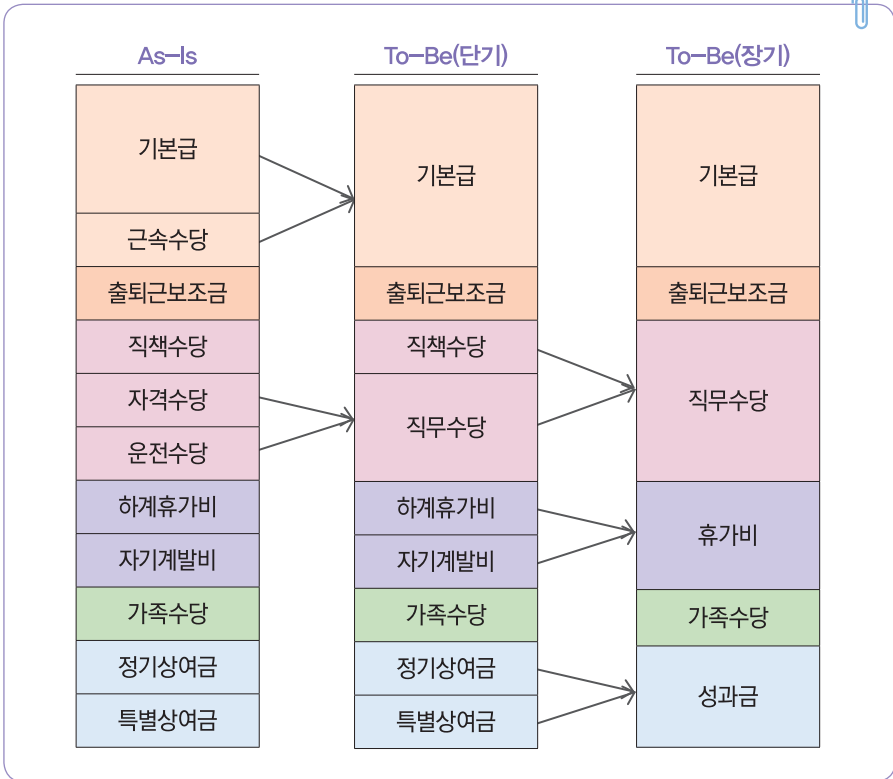 As–Is
기본급
근속수당
출퇴근보조금
직책수당
자격수당
운전수당
하계휴가비
자기계발비
가족수당
정기상여금
특별상여금
To–Be(단기)
기본급
출퇴근보조금
직책수당
직무수당
하계휴가비
자기계발비
가족수당
정기상여금
특별상여금
To–Be(장기)
기본급
출퇴근보조금
직무수당
휴가비
가족수당
성과금